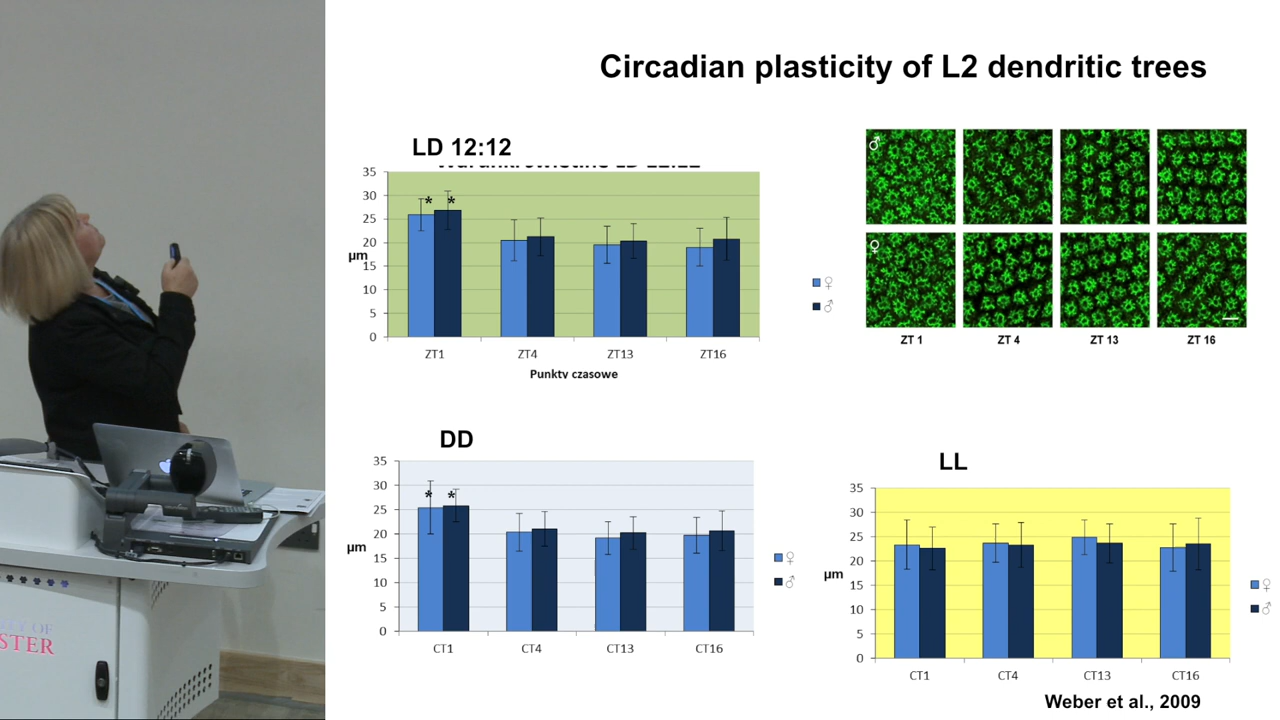 Circadian plasticity of L2 dendritic trees
LD 12:12
35
30
25
20
15
10
5
0
µm
* *
ZT1 ZT4 ZT13 ZT16
Punkty czasowe
♀
♂
♂
♀
ZT 1 ZT 4 ZT 13 ZT 16
DD
35
30
25
20
15
10
5
0
µm
* *
CT1 CT4 CT13 CT16
♀
♂
LL
35
30
25
20
15
10
5
0
µm
CT1 CT4 CT13 CT16
♀
♂
Weber et al., 2009
OF
STER